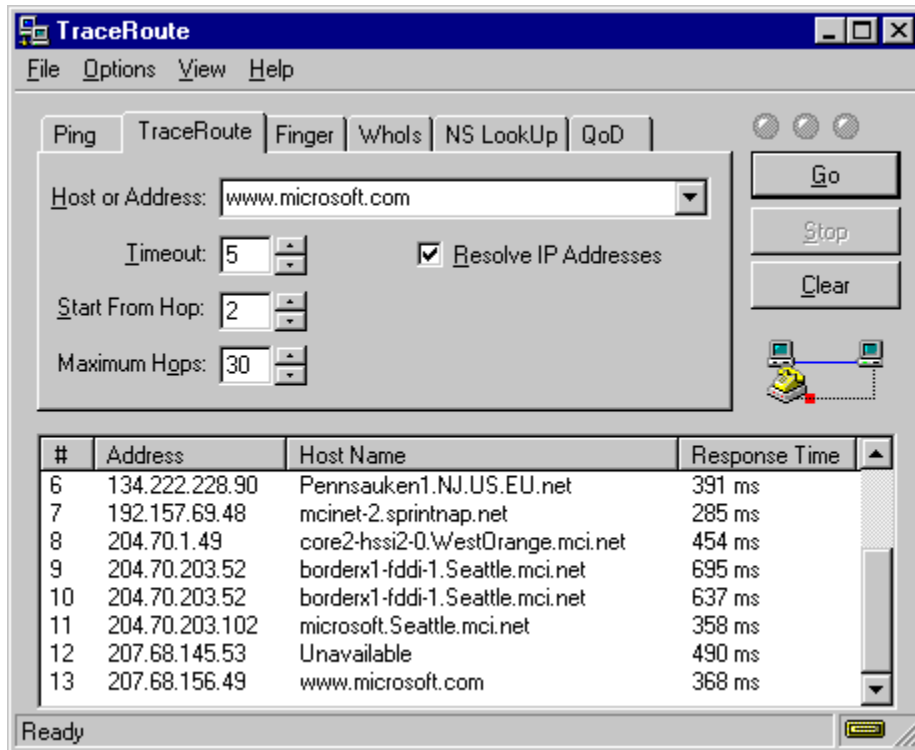 TraceRoute
File Options View Help
Ping TraceRoute Finger WhoIs NS LookUp QoD
Host or Address: www.microsoft.com
Timeout: 5
Resolve IP Addresses
Start From Hop: 2
Maximum Hops: 30
Go
Stop
Clear
# Address Host Name Response Time
6 134.222.228.90 Pennsauken1.NJ.US.EU.net 391 ms
7 192.157.69.48 mcinet-2.sprintnap.net 285 ms
8 204.70.1.49 core2-hssi2-0.WestOrange.mci.net 454 ms
9 204.70.203.52 borderx1-fddi-1.Seattle.mci.net 695 ms
10 204.70.203.52 borderx1-fddi-1.Seattle.mci.net 637 ms
11 204.70.203.102 microsoft.Seattle.mci.net 358 ms
12 207.68.145.53 Unavailable 490 ms
13 207.68.156.49 www.microsoft.com 368 ms
Ready